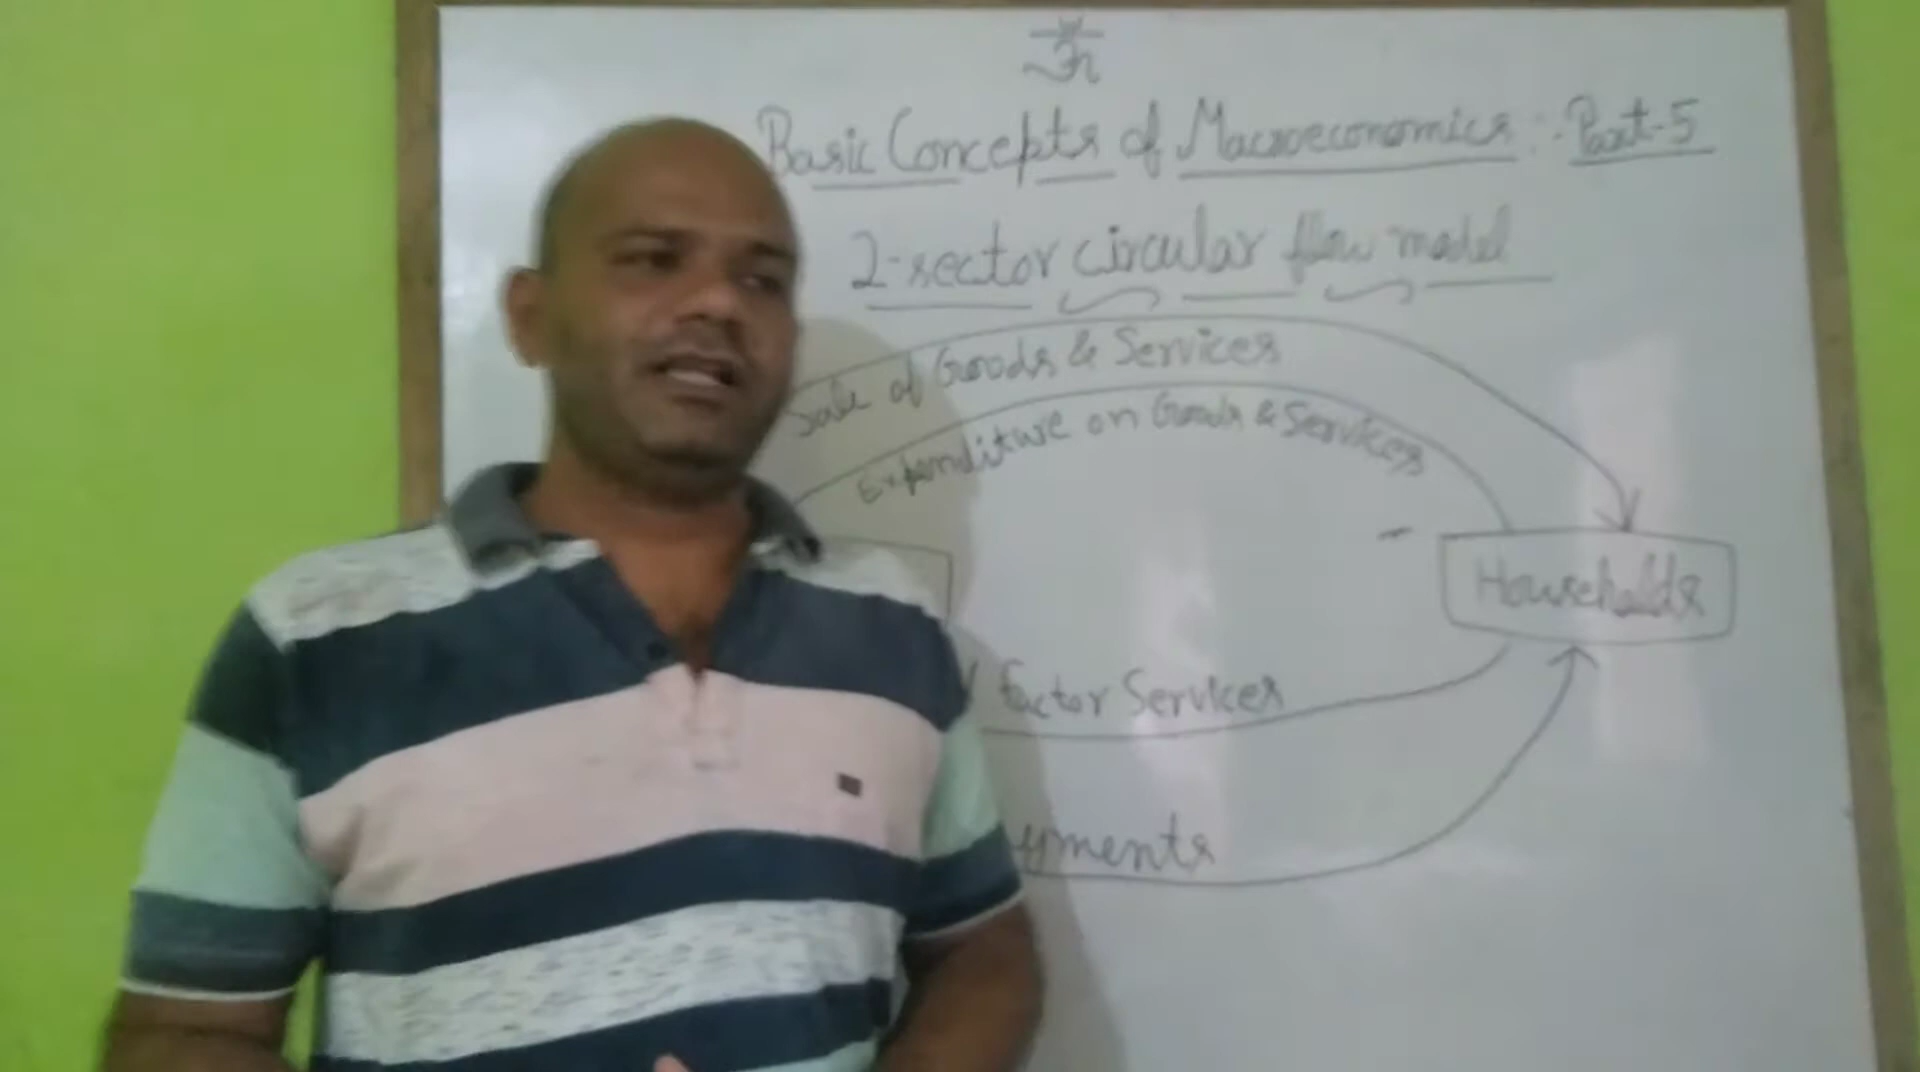 Basic Concepts of Macroeconomics :- Part-5
2-sector circular flow model
Sale of Goods & Services
Expenditure on Goods & Services
Households
Factor Services
yments